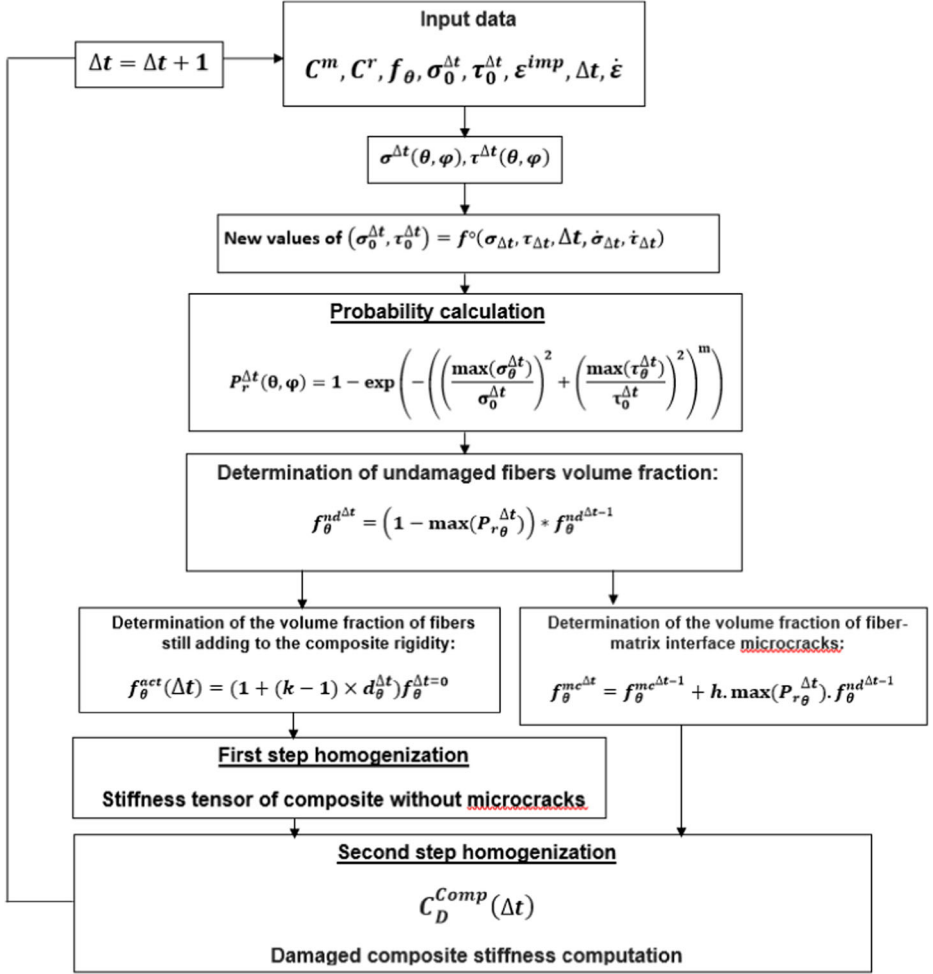 Input data
Δt = Δt + 1
C^m, C^r, f_θ, σ_0^Δt, τ_0^Δt, ε^imp, Δt, ε̇
σ^Δt(θ, φ), τ^Δt(θ, φ)
New values of (σ_0^Δt, τ_0^Δt) = f°(σ_Δt, τ_Δt, Δt, σ̇_Δt, τ̇_Δt)
Probability calculation
P_r^Δt(θ, φ) = 1 − exp(−((max(σ_θ^Δt)/σ_0^Δt)^2 + (max(τ_θ^Δt)/τ_0^Δt)^2)^m)
Determination of undamaged fibers volume fraction:
f_θ^nd^Δt = (1 − max(P_rθ^Δt)) * f_θ^nd^Δt−1
Determination of the volume fraction of fibers
still adding to the composite rigidity:
f_θ^act(Δt) = (1 + (k − 1) × d_θ^Δt)f_θ^Δt=0
Determination of the volume fraction of fiber-
matrix interface microcracks:
f_θ^mc^Δt = f_θ^mc^Δt−1 + h. max(P_rθ^Δt). f_θ^nd^Δt−1
First step homogenization
Stiffness tensor of composite without microcracks
Second step homogenization
C_D^Comp(Δt)
Damaged composite stiffness computation